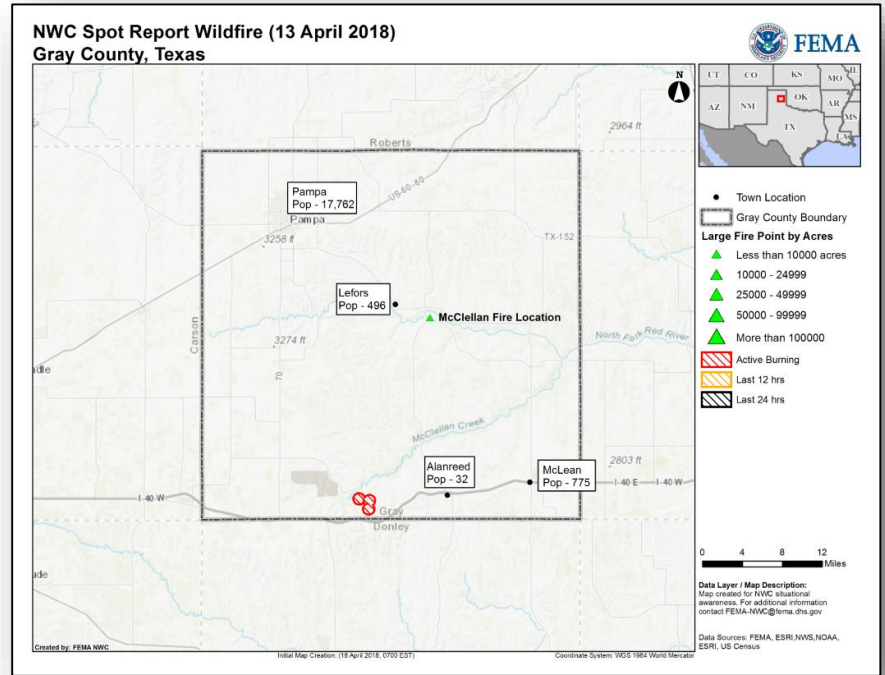 NWC Spot Report Wildfire (13 April 2018)
Gray County, Texas
FEMA
N
UT
CO
KS
MO
IL
AZ
NM
OK
AR
MS
TX
LA
Roberts
2964 ft
Pampa
Pop - 17,762
US-60-60
Pampa
3258 ft
TX-152
Lefors
Pop - 496
McClellan Fire Location
Carson
3274 ft
North Fork Red River
70
McClellan Creek
Alanreed
Pop - 32
McLean
Pop - 775
2803 ft
I-40 W
I-40 E
I-40 W
Gray
Donley
Town Location
Gray County Boundary
Large Fire Point by Acres
Less than 10000 acres
10000 - 24999
25000 - 49999
50000 - 99999
More than 100000
Active Burning
Last 12 hrs
Last 24 hrs
0 4 8 12
Miles
Data Layer / Map Description:
Map created for NWC situational
awareness. For additional information
contact FEMA-NWC@fema.dhs.gov
Data Sources: FEMA, ESRI,NWS,NOAA,
ESRI, US Census
Created by: FEMA NWC
Initial Map Creation: (18 April 2018, 0700 EST)
Coordinate System: WGS 1984 World Mercator